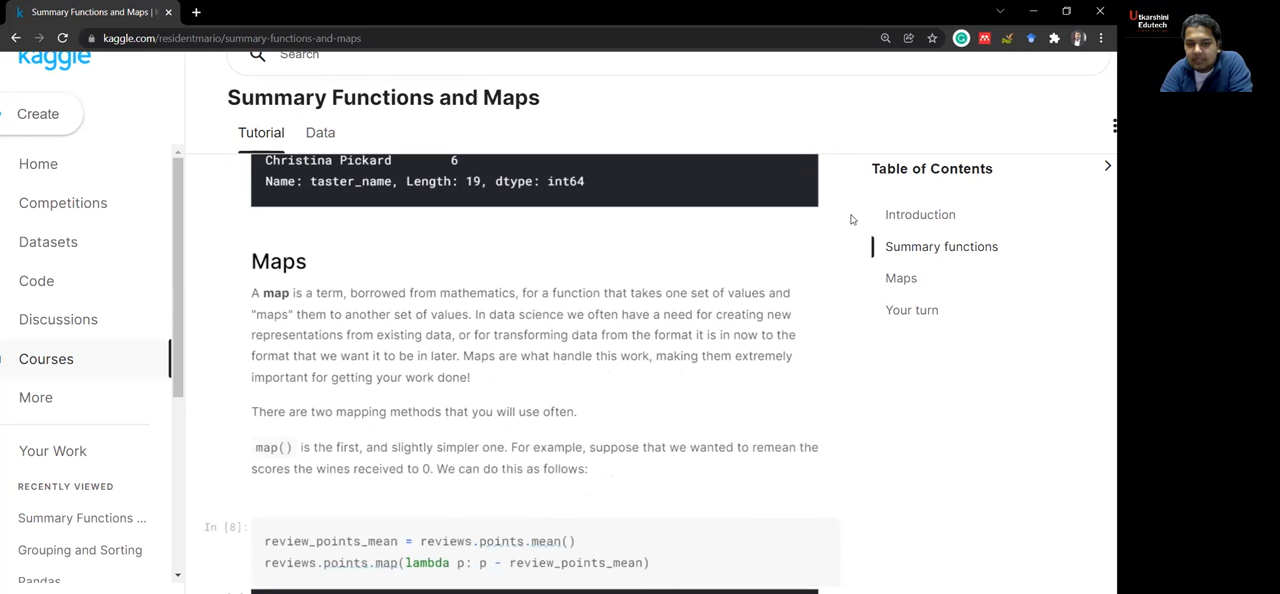 Summary Functions and Maps |
kaggle.com/residentmario/summary-functions-and-maps
Utkarshini
Edutech
kaggle
Search
Create
Summary Functions and Maps
Tutorial Data
Home
Competitions
Datasets
Code
Discussions
Courses
More
Your Work
RECENTLY VIEWED
Summary Functions ...
Grouping and Sorting
Pandas
Christina Pickard 6
Name: taster_name, Length: 19, dtype: int64
Maps
A map is a term, borrowed from mathematics, for a function that takes one set of values and
"maps" them to another set of values. In data science we often have a need for creating new
representations from existing data, or for transforming data from the format it is in now to the
format that we want it to be in later. Maps are what handle this work, making them extremely
important for getting your work done!
There are two mapping methods that you will use often.
map() is the first, and slightly simpler one. For example, suppose that we wanted to remean the
scores the wines received to 0. We can do this as follows:
In [8]:
review_points_mean = reviews.points.mean()
reviews.points.map(lambda p: p - review_points_mean)
Table of Contents
Introduction
Summary functions
Maps
Your turn